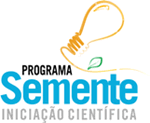 PROGRAMA
Semente
INICIAÇÃO CIENTÍFICA